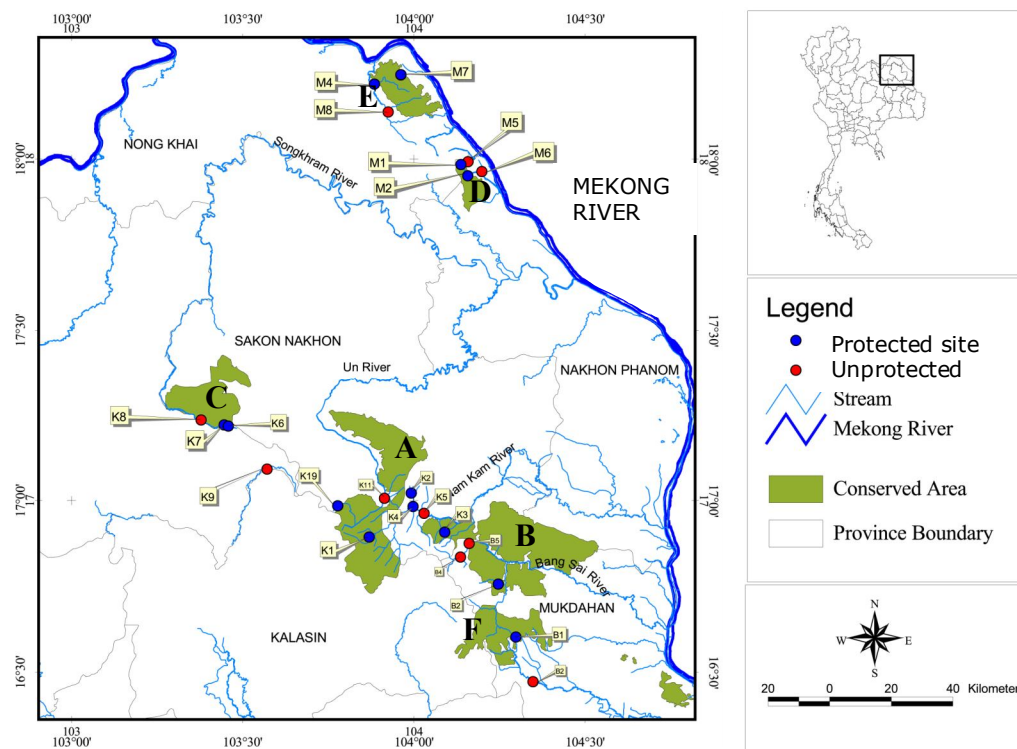 103°00'
103°30'
104°00'
104
104°30'
M7
M4
E
M8
M5
M6
NONG KHAI
Songkhram River
18°00'
18
M1
M2
D
MEKONG
RIVER
18°00'
18
17°30'
SAKON NAKHON
Un River
NAKHON PHANOM
17°30'
C
K8
K7
K6
A
K9
K19
K11
K2
K4
K5
K3
Nam Kam River
17°00'
17
17°00'
17
K1
B
B5
B4
Bang Sai River
B2
MUKDAHAN
KALASIN
F
B1
B2
16°30'
16°30'
103°00'
103°30'
104°00'
104
104°30'
Legend
Protected site
Unprotected
Stream
Mekong River
Conserved Area
Province Boundary
N
W
E
S
20
0
20
40
Kilometer